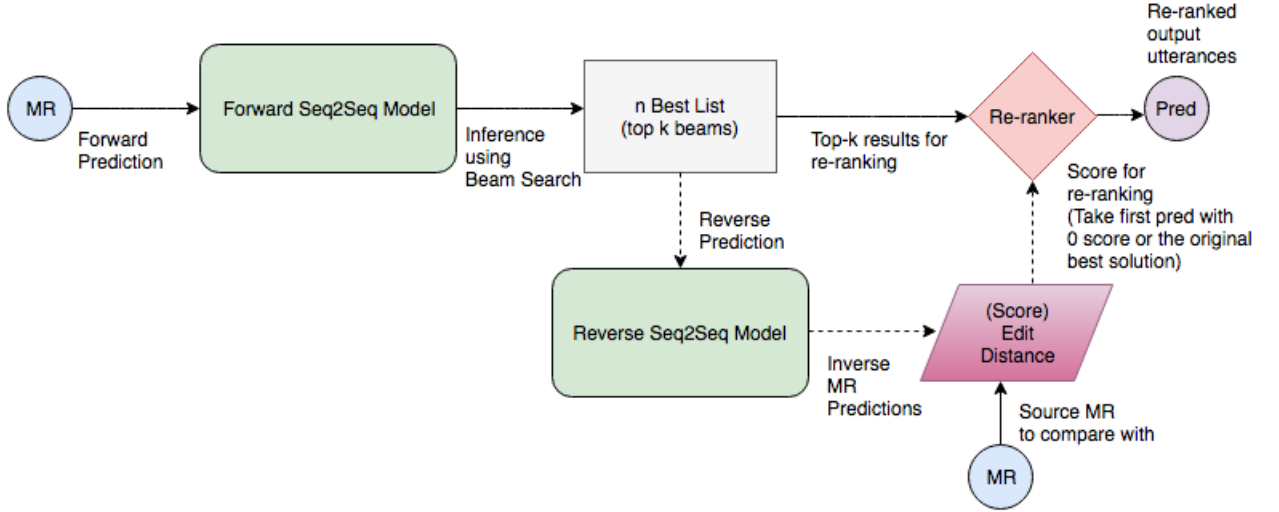 Re-ranked
output
utterances
MR
Forward Seq2Seq Model
n Best List
(top k beams)
Re-ranker
Pred
Forward
Prediction
Inference
using
Beam Search
Top-k results for
re-ranking
Score for
re-ranking
(Take first pred with
0 score or the original
best solution)
Reverse
Prediction
Reverse Seq2Seq Model
(Score)
Edit
Distance
Inverse
MR
Predictions
Source MR
to compare with
MR